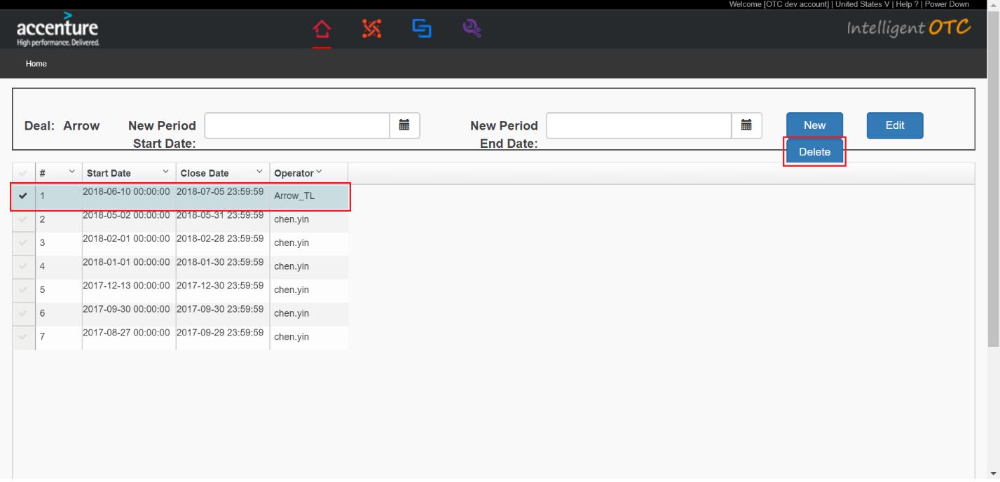 Welcome [OTC dev account] | United States V | Help ? | Power Down
accenture
High performance. Delivered.
Intelligent OTC
Home
Deal: Arrow
New Period Start Date:
New Period End Date:
New
Edit
Delete
# Start Date Close Date Operator
1 2018-06-10 00:00:00 2018-07-05 23:59:59 Arrow_TL
2 2018-05-02 00:00:00 2018-05-31 23:59:59 chen.yin
3 2018-02-01 00:00:00 2018-02-28 23:59:59 chen.yin
4 2018-01-01 00:00:00 2018-01-30 23:59:59 chen.yin
5 2017-12-13 00:00:00 2017-12-30 23:59:59 chen.yin
6 2017-09-30 00:00:00 2017-09-30 23:59:59 chen.yin
7 2017-08-27 00:00:00 2017-09-29 23:59:59 chen.yin